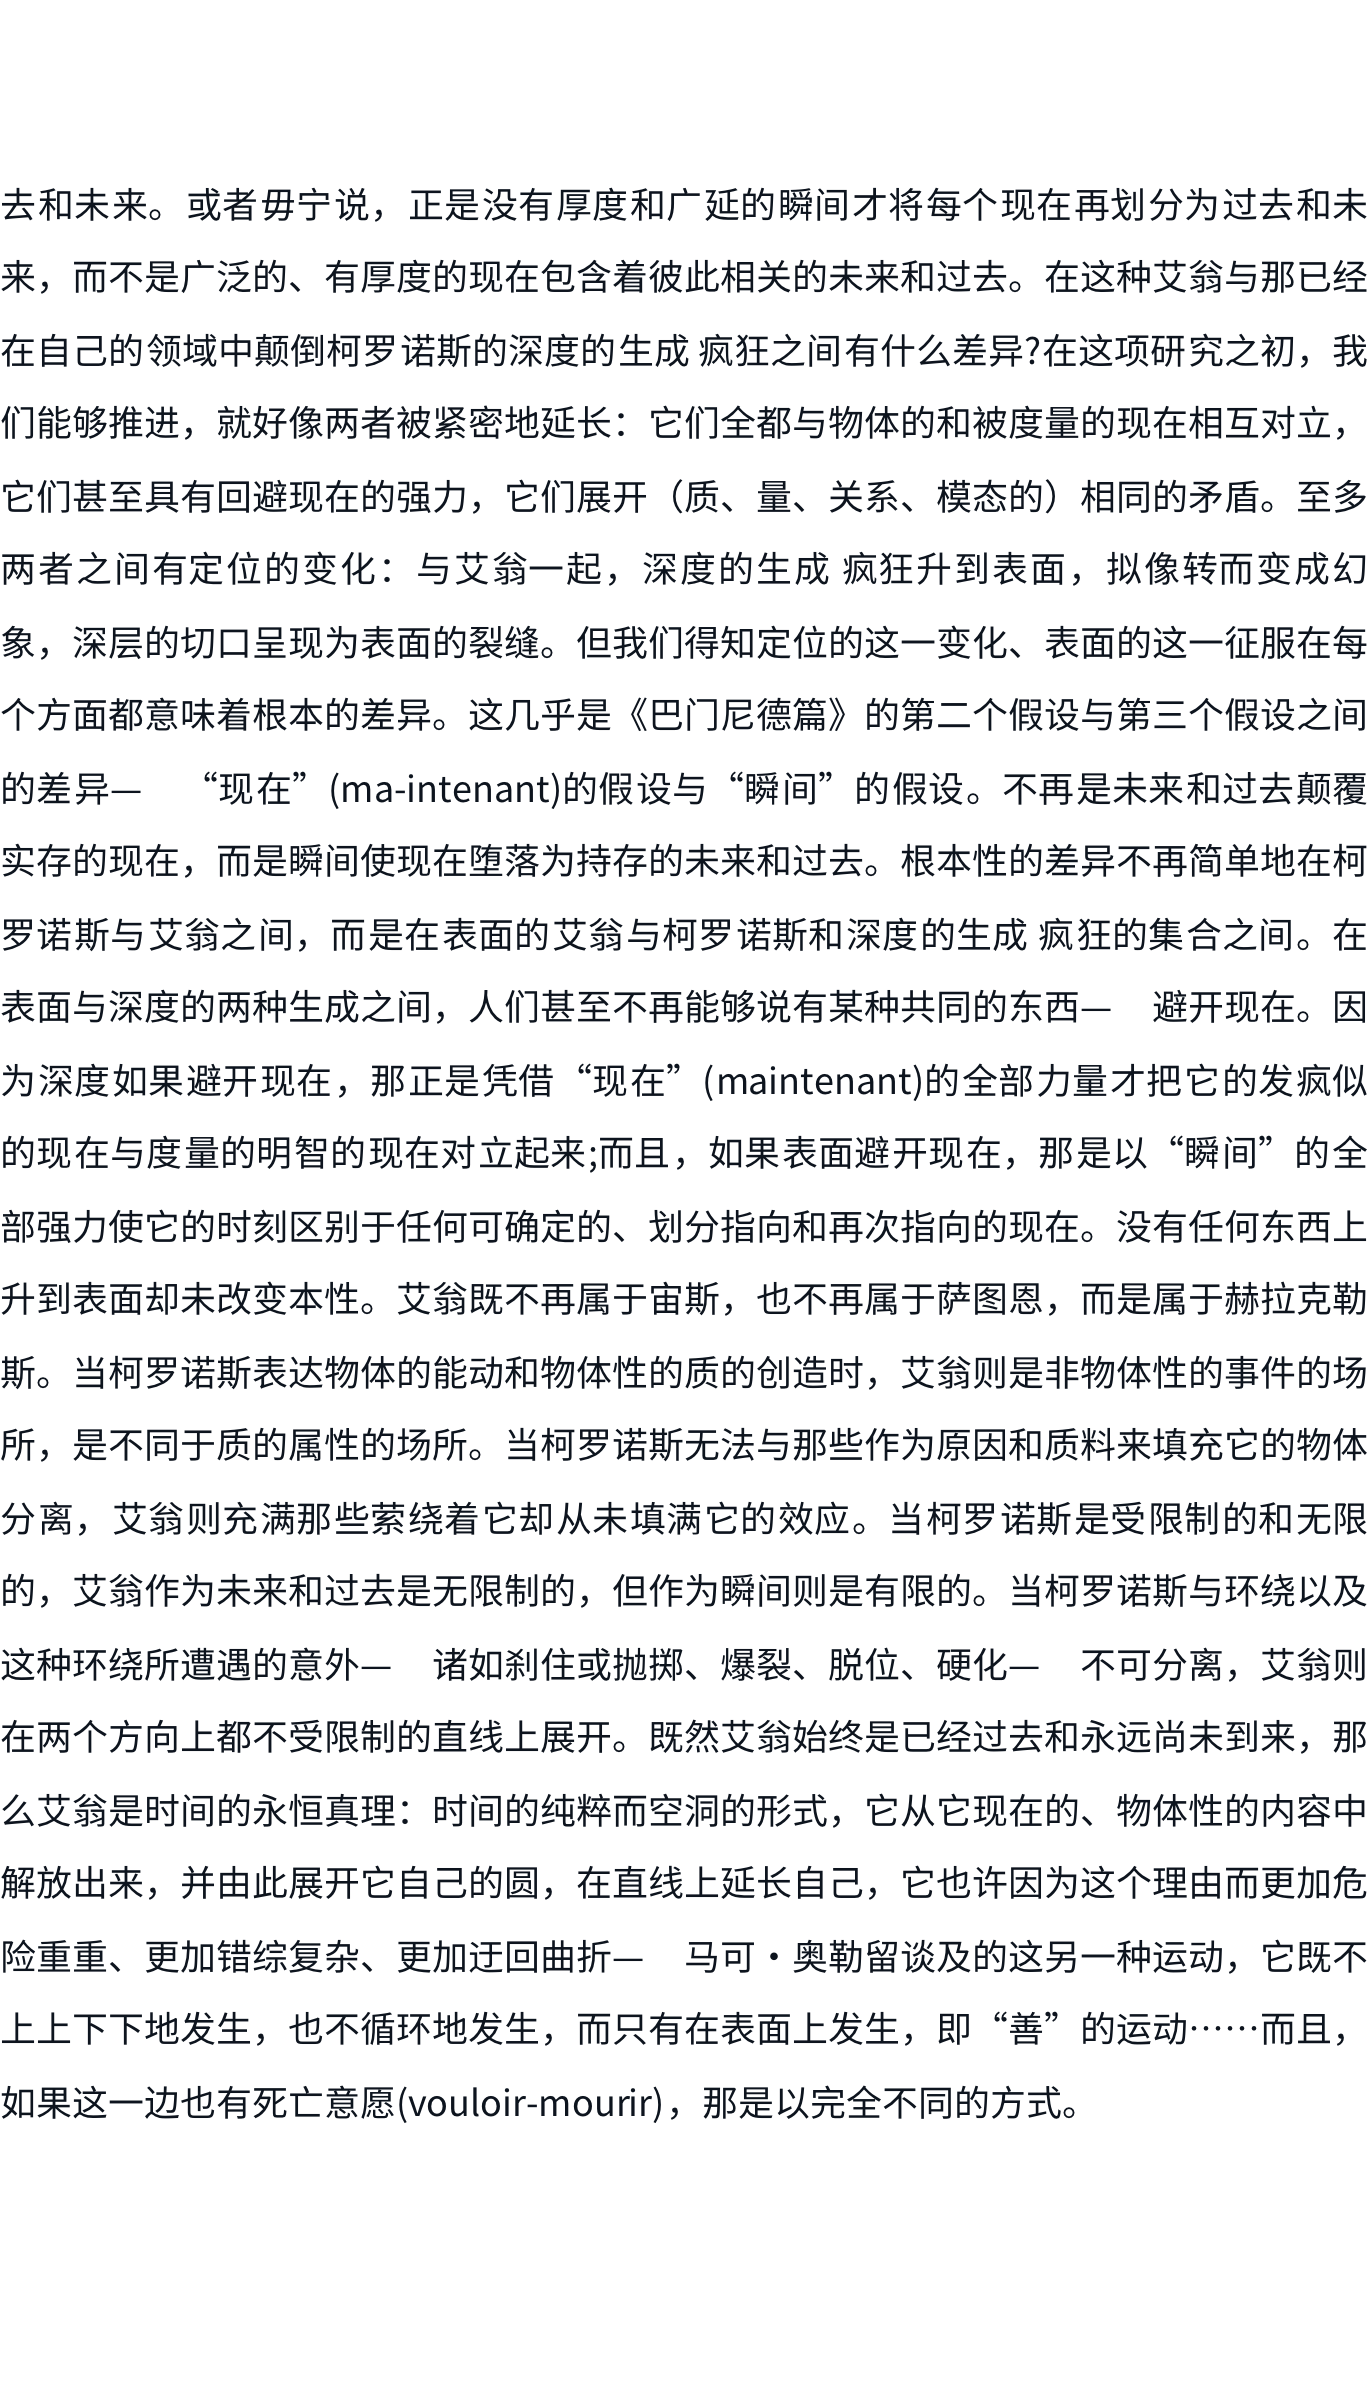 去和未来。或者毋宁说，正是没有厚度和广延的瞬间才将每个现在再划分为过去和未
来，而不是广泛的、有厚度的现在包含着彼此相关的未来和过去。在这种艾翁与那已经
在自己的领域中颠倒柯罗诺斯的深度的生成 疯狂之间有什么差异?在这项研究之初，我
们能够推进，就好像两者被紧密地延长：它们全都与物体的和被度量的现在相互对立，
它们甚至具有回避现在的强力，它们展开（质、量、关系、模态的）相同的矛盾。至多
两者之间有定位的变化：与艾翁一起，深度的生成 疯狂升到表面，拟像转而变成幻
象，深层的切口呈现为表面的裂缝。但我们得知定位的这一变化、表面的这一征服在每
个方面都意味着根本的差异。这几乎是《巴门尼德篇》的第二个假设与第三个假设之间
的差异—　“现在”(ma-intenant)的假设与“瞬间”的假设。不再是未来和过去颠覆
实存的现在，而是瞬间使现在堕落为持存的未来和过去。根本性的差异不再简单地在柯
罗诺斯与艾翁之间，而是在表面的艾翁与柯罗诺斯和深度的生成 疯狂的集合之间。在
表面与深度的两种生成之间，人们甚至不再能够说有某种共同的东西—　避开现在。因
为深度如果避开现在，那正是凭借“现在”(maintenant)的全部力量才把它的发疯似
的现在与度量的明智的现在对立起来;而且，如果表面避开现在，那是以“瞬间”的全
部强力使它的时刻区别于任何可确定的、划分指向和再次指向的现在。没有任何东西上
升到表面却未改变本性。艾翁既不再属于宙斯，也不再属于萨图恩，而是属于赫拉克勒
斯。当柯罗诺斯表达物体的能动和物体性的质的创造时，艾翁则是非物体性的事件的场
所，是不同于质的属性的场所。当柯罗诺斯无法与那些作为原因和质料来填充它的物体
分离，艾翁则充满那些萦绕着它却从未填满它的效应。当柯罗诺斯是受限制的和无限
的，艾翁作为未来和过去是无限制的，但作为瞬间则是有限的。当柯罗诺斯与环绕以及
这种环绕所遭遇的意外—　诸如刹住或抛掷、爆裂、脱位、硬化—　不可分离，艾翁则
在两个方向上都不受限制的直线上展开。既然艾翁始终是已经过去和永远尚未到来，那
么艾翁是时间的永恒真理：时间的纯粹而空洞的形式，它从它现在的、物体性的内容中
解放出来，并由此展开它自己的圆，在直线上延长自己，它也许因为这个理由而更加危
险重重、更加错综复杂、更加迂回曲折—　马可·奥勒留谈及的这另一种运动，它既不
上上下下地发生，也不循环地发生，而只有在表面上发生，即“善”的运动……而且，
如果这一边也有死亡意愿(vouloir-mourir)，那是以完全不同的方式。